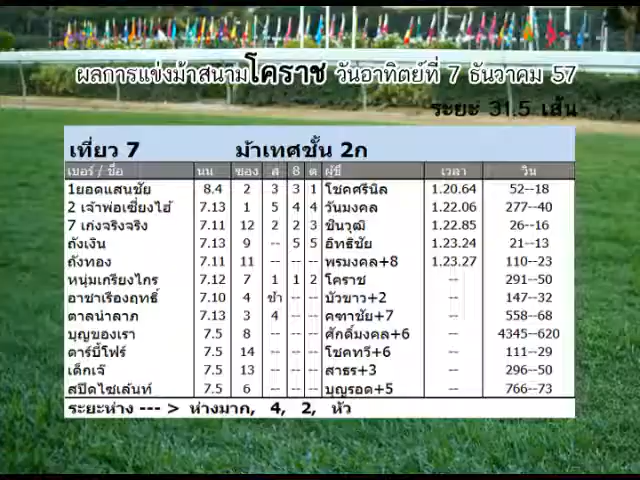 ผลการแข่งม้าสนามโคราช วันอาทิตย์ที่ 7 ธันวาคม 57
ระยะ 31.5 เส้น
เที่ยว 7 ม้าเทศชั้น 2ก
เบอร์ / ชื่อ นน ซอง ส 8 ต ผู้ขี่ เวลา วิน
1ยอดแสนชัย 8.4 2 3 3 1 โชคศรีนิล 1.20.64 52--18
2 เจ้าพ่อเซี่ยงไฮ้ 7.13 1 5 4 4 วันมงคล 1.22.06 277--40
7 เก่งจริงจริง 7.11 12 2 2 3 ชินวุฒิ 1.22.85 26--16
ถังเงิน 7.13 9 -- 5 5 อิทธิชัย 1.23.24 21--13
ถังทอง 7.11 11 -- -- -- พรมงคล+8 1.23.27 110--23
หนุ่มเกรียงไกร 7.12 7 1 1 2 โคราช -- 291--50
อาชาเรืองฤทธิ์ 7.10 4 ช้ำ -- -- บัวขาว+2 -- 147--32
ตาลนำลาภ 7.13 3 4 -- -- คฑาชัย+7 -- 558--68
บุญของเรา 7.5 8 -- -- -- ศักดิ์มงคล+6 -- 4345--620
ดาร์บี้โฟร์ 7.5 14 -- -- -- โชคทวี+6 -- 111--29
เด็กเจ๊ 7.5 13 -- -- -- สาธร+3 -- 296--50
สปีดไซเล้นท์ 7.5 6 -- -- -- บุญรอด+5 -- 766--73
ระยะห่าง --- > ห่างมาก, 4, 2, หัว